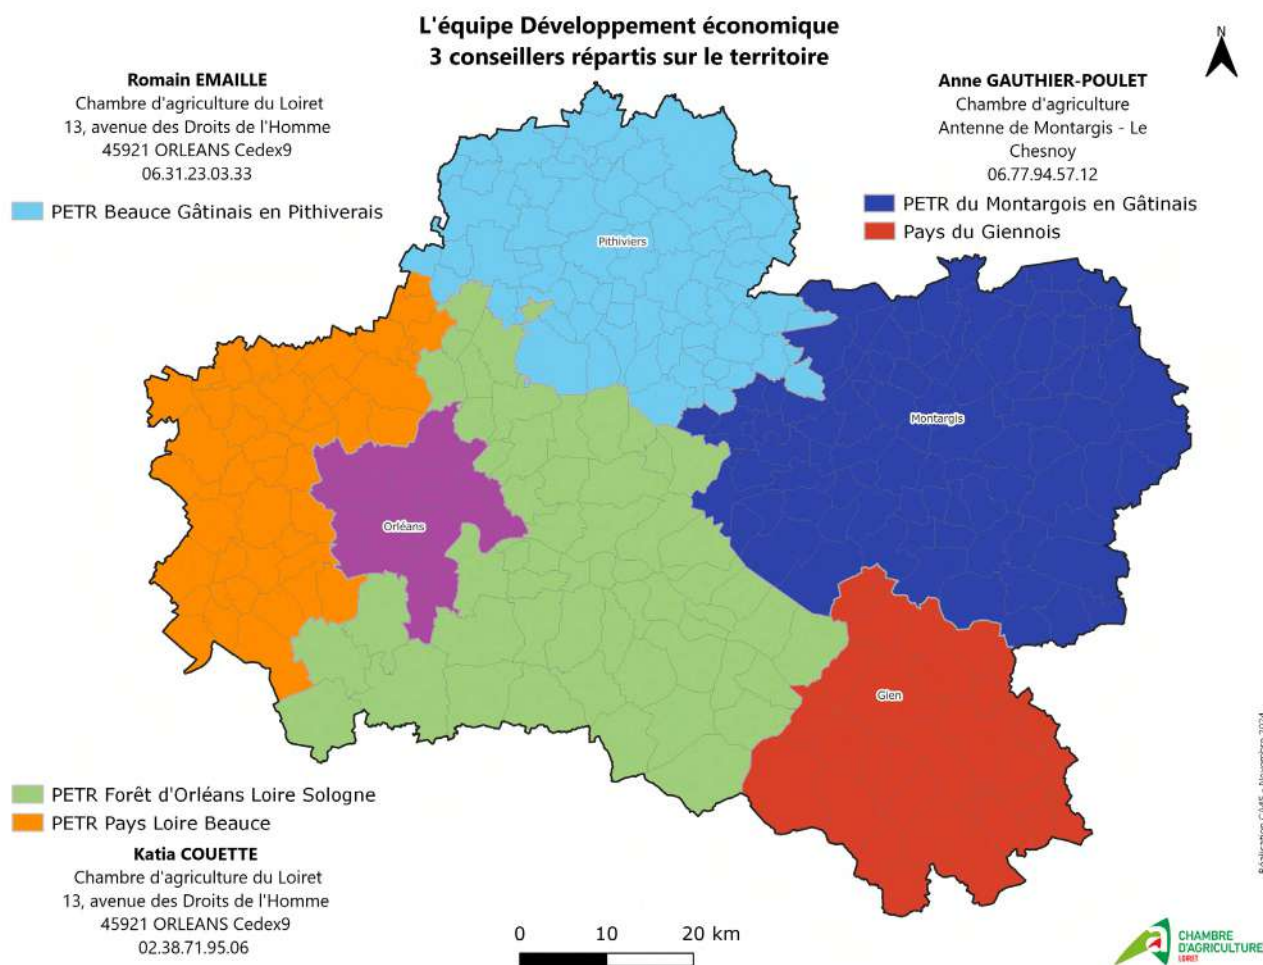 L'équipe Développement économique
3 conseillers répartis sur le territoire
N
Romain EMAILLE
Chambre d'agriculture du Loiret
13, avenue des Droits de l'Homme
45921 ORLEANS Cedex9
06.31.23.03.33
PETR Beauce Gâtinais en Pithiverais
Anne GAUTHIER-POULET
Chambre d'agriculture
Antenne de Montargis - Le
Chesnoy
06.77.94.57.12
PETR du Montargois en Gâtinais
Pays du Giennois
Pithiviers
Montargis
Orléans
Gien
PETR Forêt d'Orléans Loire Sologne
PETR Pays Loire Beauce
Katia COUETTE
Chambre d'agriculture du Loiret
13, avenue des Droits de l'Homme
45921 ORLEANS Cedex9
02.38.71.95.06
0 10 20 km
Réalisation CA45 - Novembre 2024
CHAMBRE
D'AGRICULTURE
LOIRET